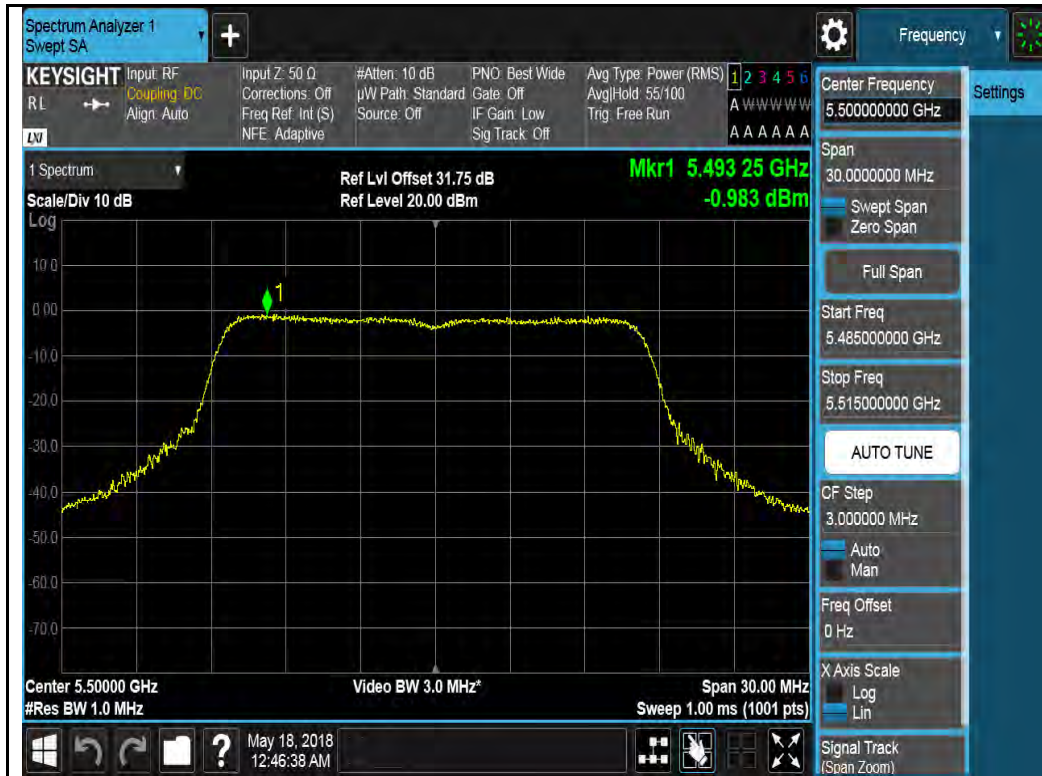 Spectrum Analyzer 1
Swept SA
Frequency
KEYSIGHT
RL
LXI
Input: RF
Coupling: DC
Align: Auto
Input Z: 50 Ω
Corrections: Off
Freq Ref: Int (S)
NFE: Adaptive
#Atten: 10 dB
µW Path: Standard
Source: Off
PNO: Best Wide
Gate: Off
IF Gain: Low
Sig Track: Off
Avg Type: Power (RMS)
Avg|Hold: 55/100
Trig: Free Run
1 2 3 4 5 6
A W W W W W
A A A A A A
1 Spectrum
Scale/Div 10 dB
Ref Lvl Offset 31.75 dB
Ref Level 20.00 dBm
Mkr1 5.493 25 GHz
-0.983 dBm
Log
10.0
0.00
-10.0
-20.0
-30.0
-40.0
-50.0
-60.0
-70.0
1
Center 5.50000 GHz
#Res BW 1.0 MHz
Video BW 3.0 MHz*
Span 30.00 MHz
Sweep 1.00 ms (1001 pts)
May 18, 2018
12:46:38 AM
Center Frequency
5.500000000 GHz
Settings
Span
30.0000000 MHz
Swept Span
Zero Span
Full Span
Start Freq
5.485000000 GHz
Stop Freq
5.515000000 GHz
AUTO TUNE
CF Step
3.000000 MHz
Auto
Man
Freq Offset
0 Hz
X Axis Scale
Log
Lin
Signal Track
(Span Zoom)